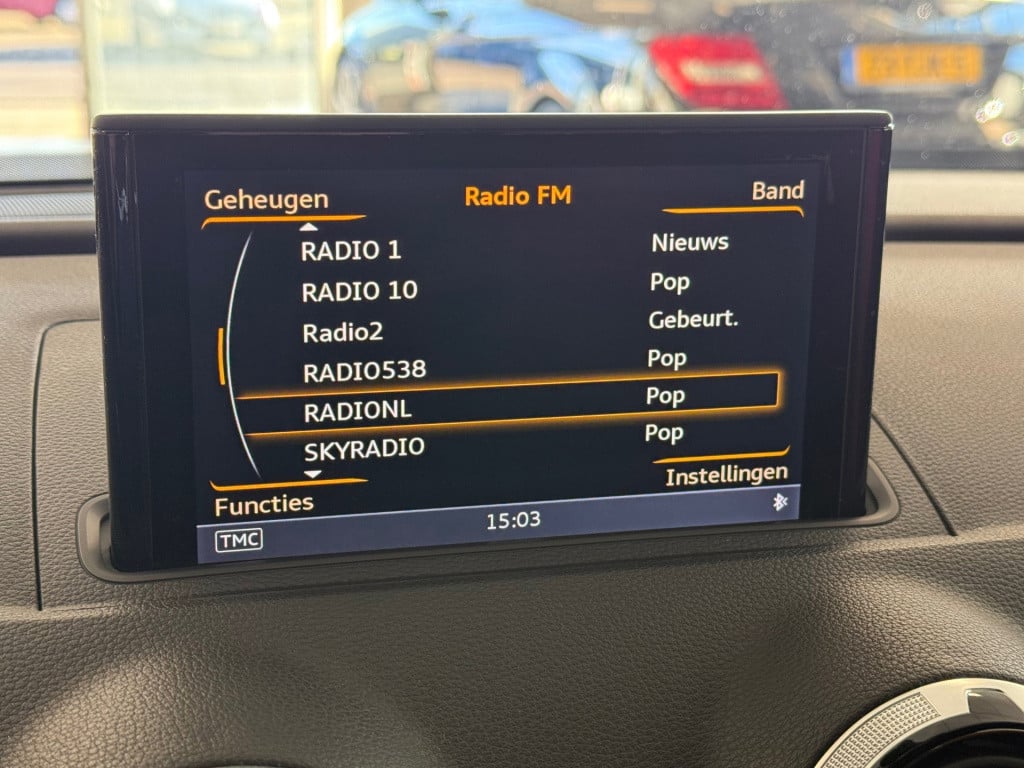 Geheugen Radio FM Band
RADIO 1 Nieuws
RADIO 10 Pop
Radio2 Gebeurt.
RADIO538 Pop
RADIONL Pop
SKYRADIO Pop
Functies Instellingen
TMC 15:03